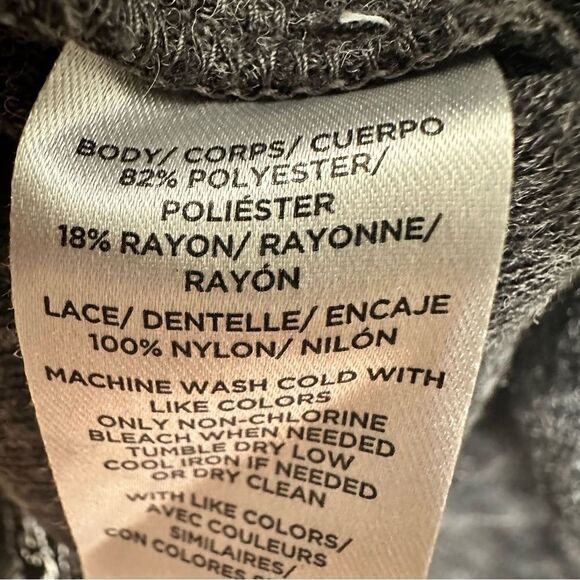 BODY/ CORPS/ CUERPO
82% POLYESTER/
POLIÉSTER
18% RAYON/ RAYONNE/
RAYÓN
LACE/ DENTELLE/ ENCAJE
100% NYLON/ NILÓN
MACHINE WASH COLD WITH
LIKE COLORS
ONLY NON-CHLORINE
BLEACH WHEN NEEDED
TUMBLE DRY LOW
COOL IRON IF NEEDED
OR DRY CLEAN
WITH LIKE COLORS/
AVEC COULEURS
SIMILAIRES/
CON COLORES